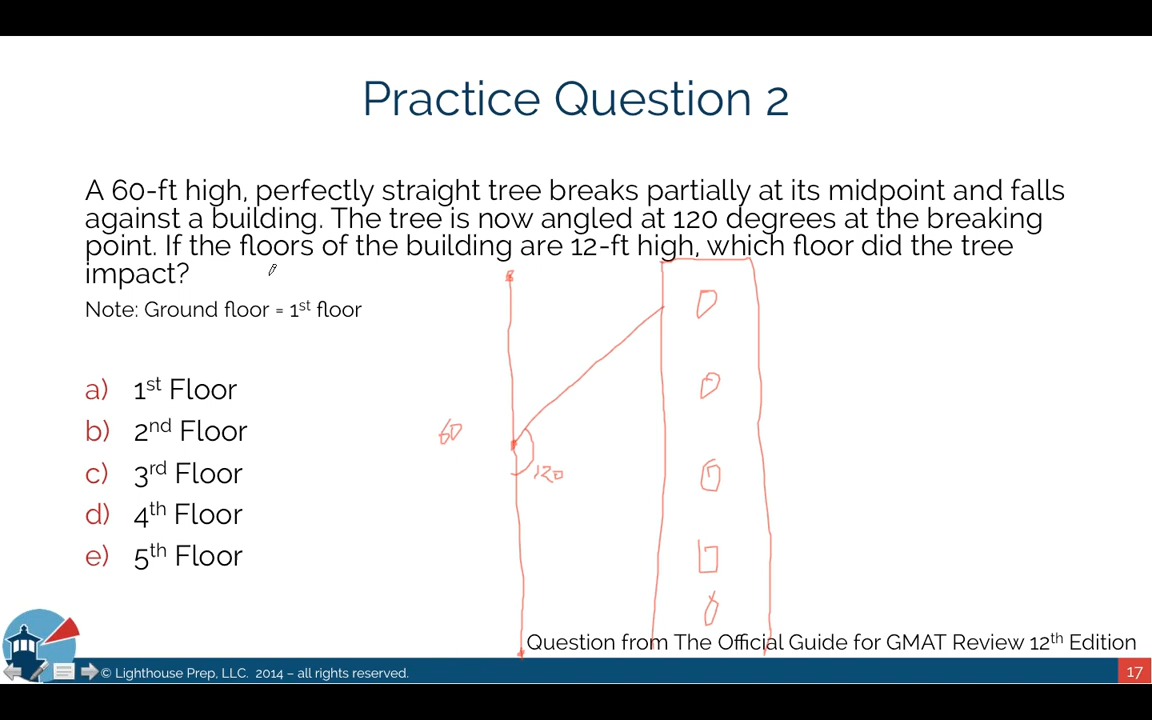 Practice Question 2
A 60-ft high, perfectly straight tree breaks partially at its midpoint and falls
against a building. The tree is now angled at 120 degrees at the breaking
point. If the floors of the building are 12-ft high, which floor did the tree
impact?
Note: Ground floor = 1st floor
a) 1st Floor
b) 2nd Floor
c) 3rd Floor
d) 4th Floor
e) 5th Floor
60
120
Question from The Official Guide for GMAT Review 12th Edition
© Lighthouse Prep, LLC. 2014 – all rights reserved.
17